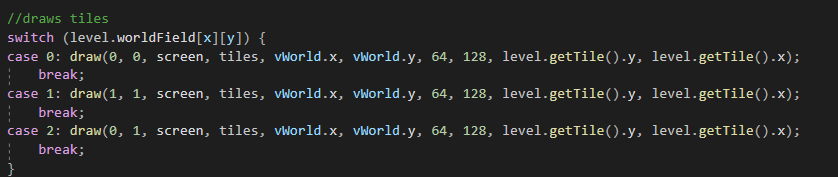 //draws tiles
switch (level.worldField[x][y]) {
case 0: draw(0, 0, screen, tiles, vWorld.x, vWorld.y, 64, 128, level.getTile().y, level.getTile().x);
    break;
case 1: draw(1, 1, screen, tiles, vWorld.x, vWorld.y, 64, 128, level.getTile().y, level.getTile().x);
    break;
case 2: draw(0, 1, screen, tiles, vWorld.x, vWorld.y, 64, 128, level.getTile().y, level.getTile().x);
    break;
}